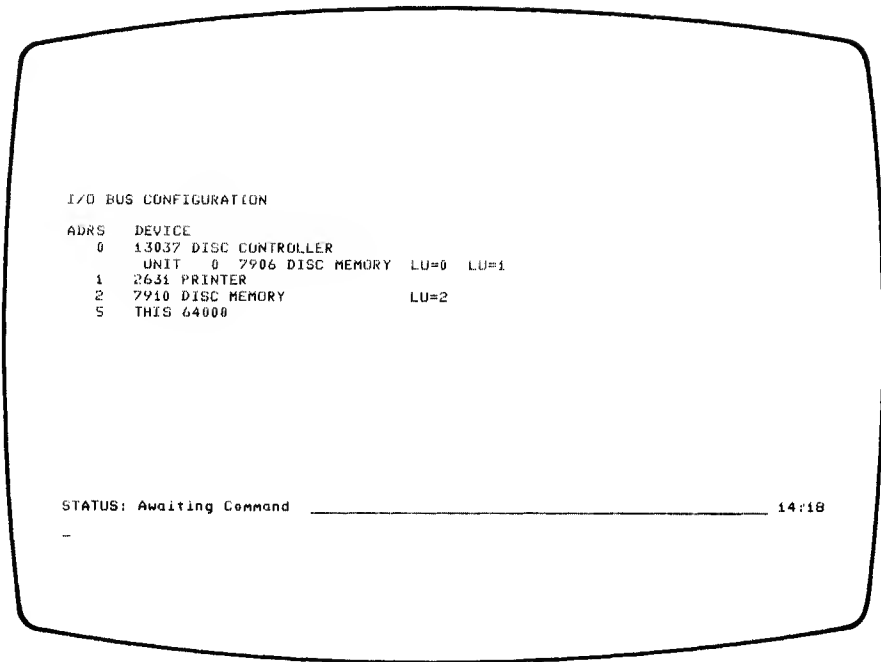 I/O BUS CONFIGURATION
ADRS DEVICE
0 13037 DISC CONTROLLER
UNIT 0 7906 DISC MEMORY LU=0 LU=1
1 2631 PRINTER
2 7910 DISC MEMORY LU=2
5 THIS 64000
STATUS: Awaiting Command 14:18